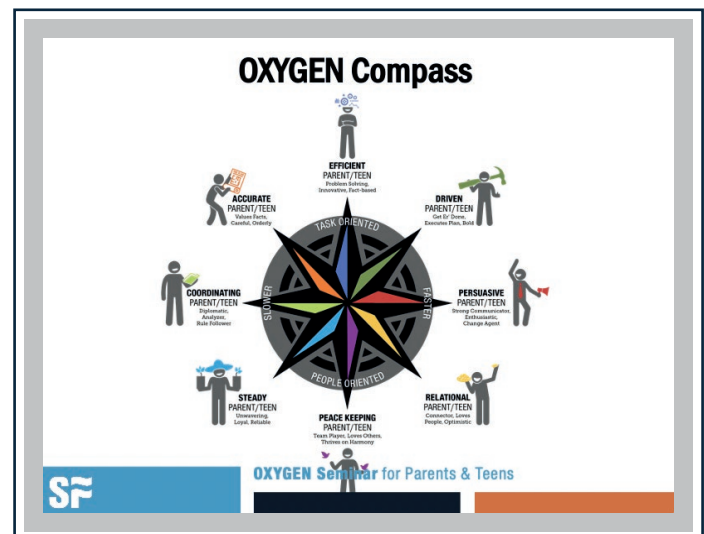 OXYGEN Compass
EFFICIENT
PARENT/TEEN
Problem Solving,
Innovative, Fact-based
ACCURATE
PARENT/TEEN
Values Facts,
Careful, Orderly
DRIVEN
PARENT/TEEN
Get Er' Done,
Executes Plan, Bold
TASK ORIENTED
COORDINATING
PARENT/TEEN
Diplomatic,
Analyzes,
Rule Follower
SLOWER
FASTER
PERSUASIVE
PARENT/TEEN
Strong Communicator,
Enthusiastic,
Change Agent
PEOPLE ORIENTED
STEADY
PARENT/TEEN
Unwavering,
Loyal, Reliable
RELATIONAL
PARENT/TEEN
Connector, Loves
People, Optimistic
PEACE KEEPING
PARENT/TEEN
Team Player, Loves Others,
Thrives on Harmony
OXYGEN Seminar for Parents & Teens
SF